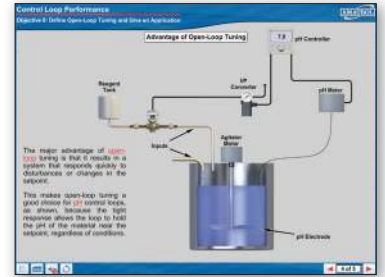 Control Loop Performance
AMATROL
Objective 8: Define Open-Loop Tuning and Give an Application
Advantage of Open-Loop Tuning
7.0
pH Controller
Reagent
Tank
I/P
Converter
pH Meter
Inputs
Agitator
Motor
The major advantage of open-
loop tuning is that it results in a
system that responds quickly to
disturbances or changes in the
setpoint.
This makes open-loop tuning a
good choice for pH control loops,
as shown, because the tight
response allows the loop to hold
the pH of the material near the
setpoint, regardless of conditions.
pH Electrode
4 of 5